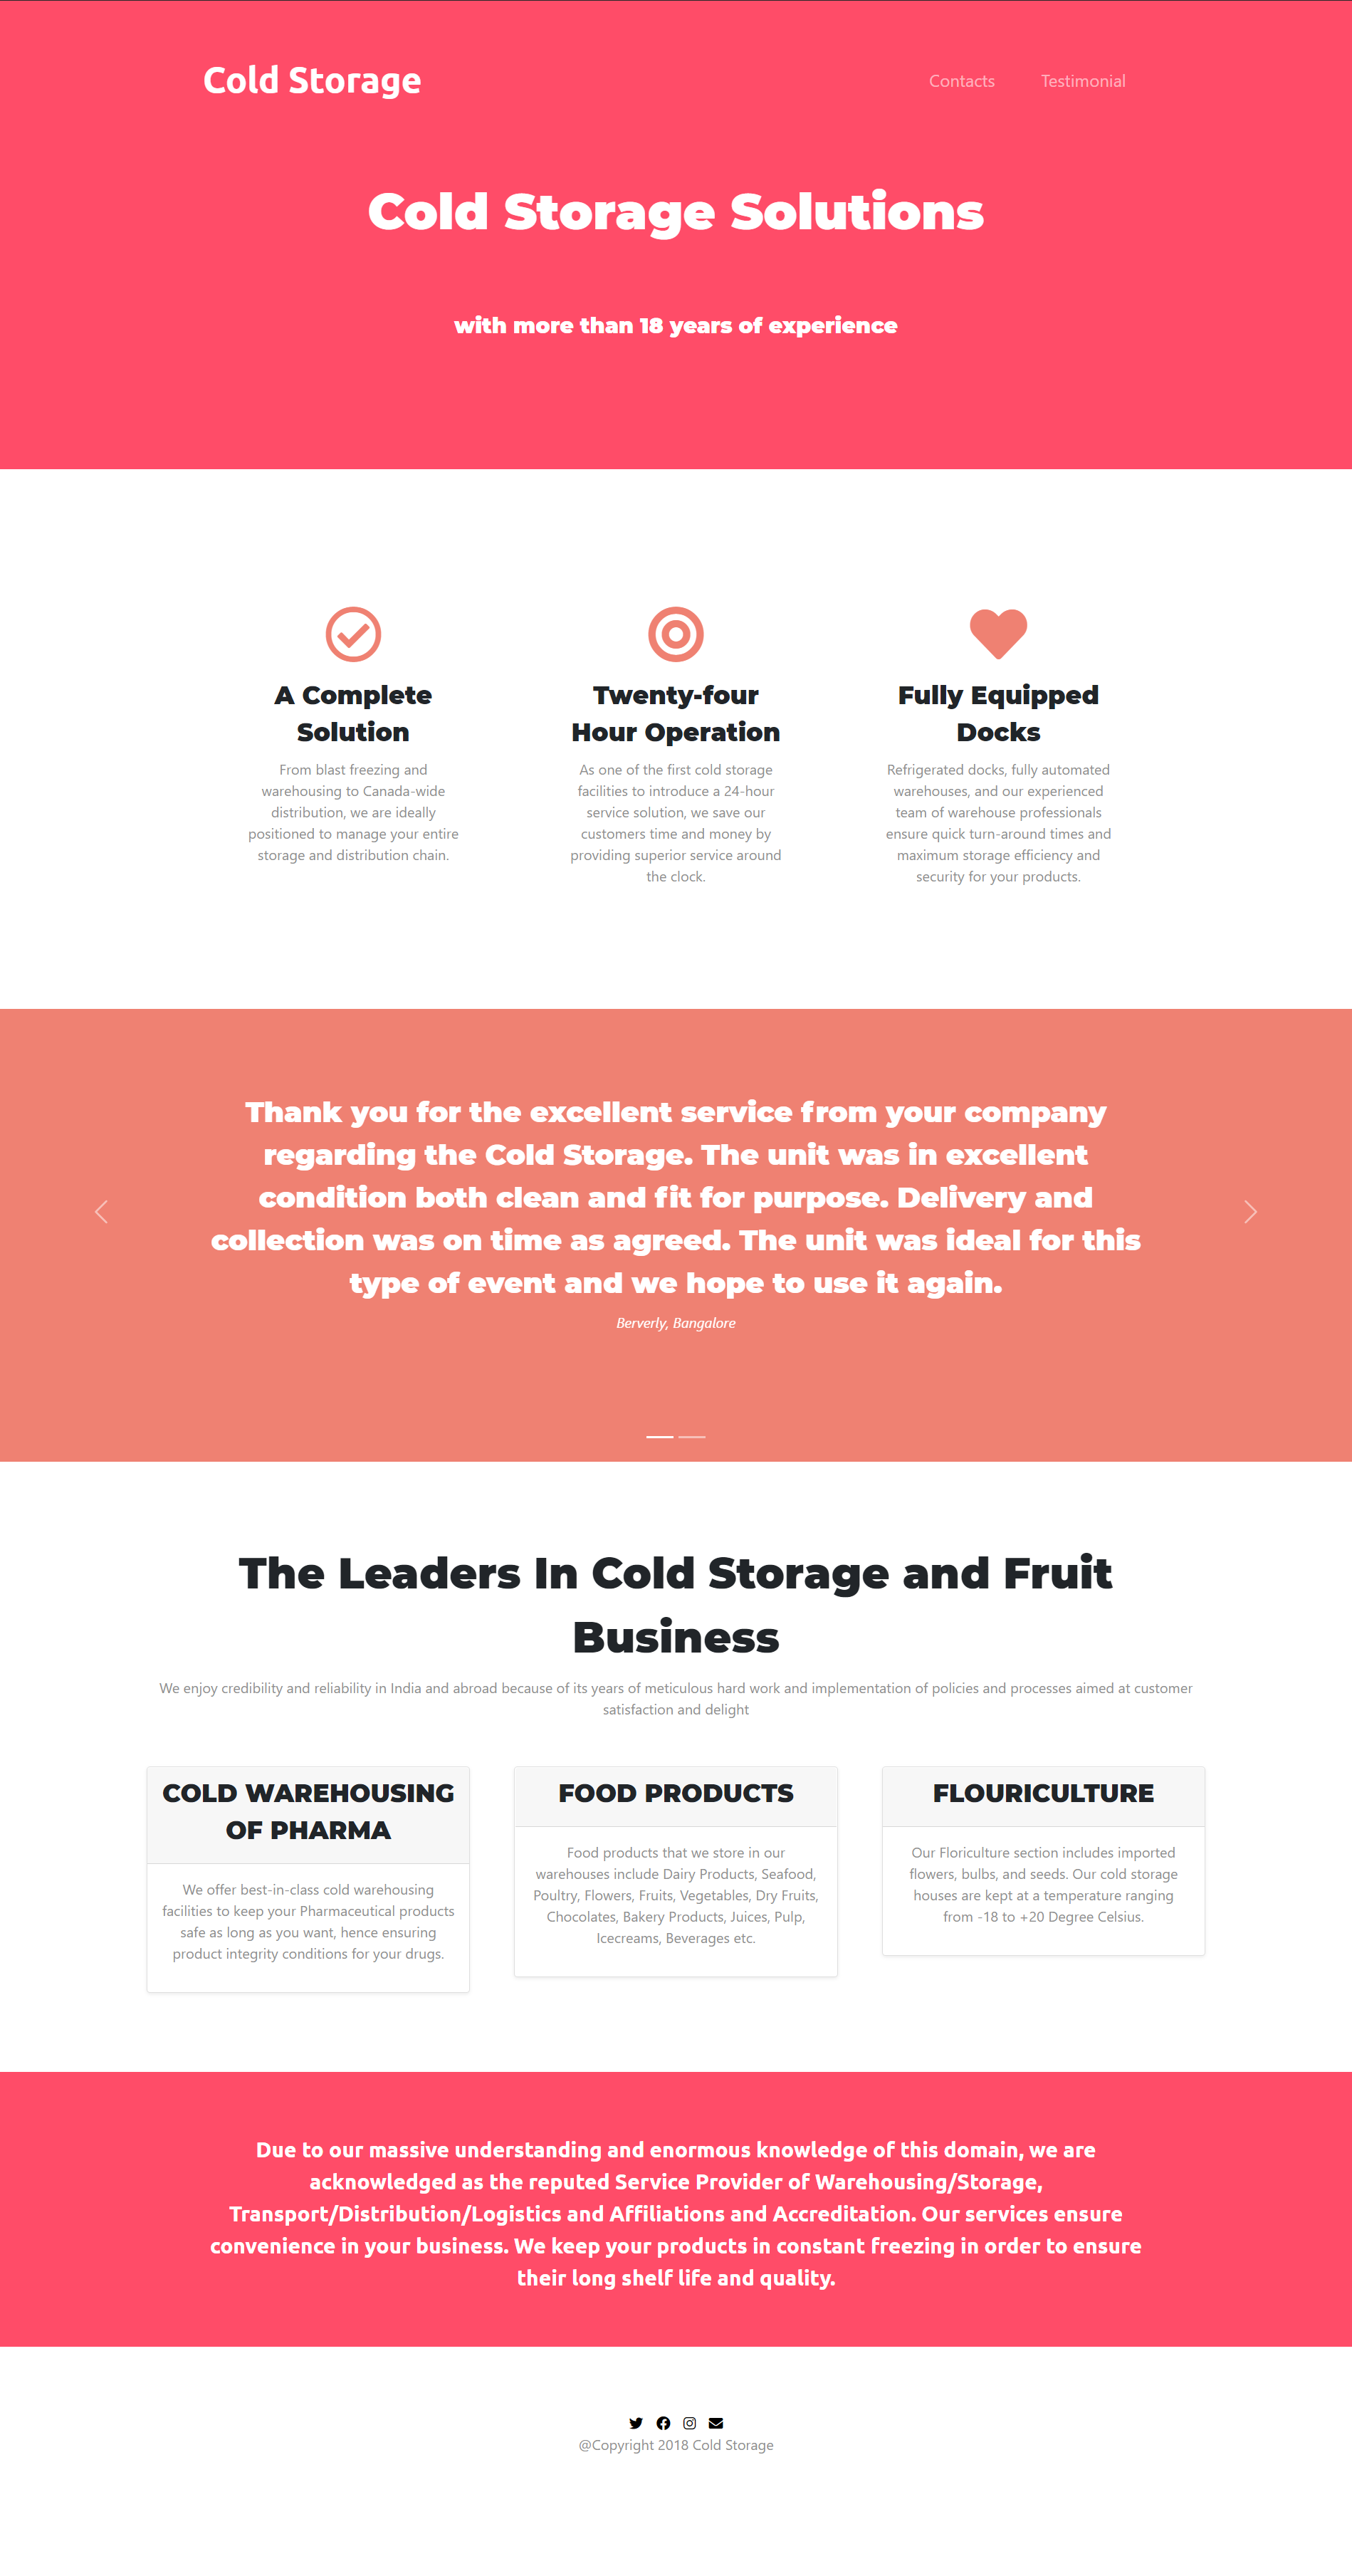 Cold Storage
Contacts
Testimonial
Cold Storage Solutions
with more than 18 years of experience
A Complete
Solution
From blast freezing and
warehousing to Canada-wide
distribution, we are ideally
positioned to manage your entire
storage and distribution chain.
Twenty-four
Hour Operation
As one of the first cold storage
facilities to introduce a 24-hour
service solution, we save our
customers time and money by
providing superior service around
the clock.
Fully Equipped
Docks
Refrigerated docks, fully automated
warehouses, and our experienced
team of warehouse professionals
ensure quick turn-around times and
maximum storage efficiency and
security for your products.
Thank you for the excellent service from your company
regarding the Cold Storage. The unit was in excellent
condition both clean and fit for purpose. Delivery and
collection was on time as agreed. The unit was ideal for this
type of event and we hope to use it again.
Berverly, Bangalore
The Leaders In Cold Storage and Fruit
Business
We enjoy credibility and reliability in India and abroad because of its years of meticulous hard work and implementation of policies and processes aimed at customer
satisfaction and delight
COLD WAREHOUSING
OF PHARMA
We offer best-in-class cold warehousing
facilities to keep your Pharmaceutical products
safe as long as you want, hence ensuring
product integrity conditions for your drugs.
FOOD PRODUCTS
Food products that we store in our
warehouses include Dairy Products, Seafood,
Poultry, Flowers, Fruits, Vegetables, Dry Fruits,
Chocolates, Bakery Products, Juices, Pulp,
Icecreams, Beverages etc.
FLOURICULTURE
Our Floriculture section includes imported
flowers, bulbs, and seeds. Our cold storage
houses are kept at a temperature ranging
from -18 to +20 Degree Celsius.
Due to our massive understanding and enormous knowledge of this domain, we are
acknowledged as the reputed Service Provider of Warehousing/Storage,
Transport/Distribution/Logistics and Affiliations and Accreditation. Our services ensure
convenience in your business. We keep your products in constant freezing in order to ensure
their long shelf life and quality.
@Copyright 2018 Cold Storage